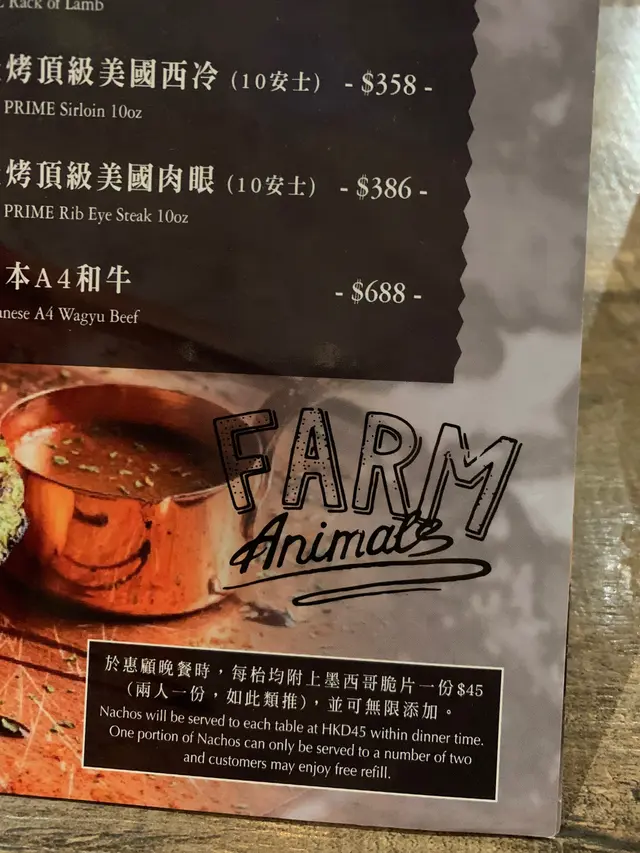 Rack of Lamb
烤頂級美國西冷 (10安士) - $358 -
PRIME Sirloin 10oz
烤頂級美國肉眼 (10安士) - $386 -
PRIME Rib Eye Steak 10oz
本A4和牛 - $688 -
anese A4 Wagyu Beef
FARM
Animals
於惠顧晚餐時，每枱均附上墨西哥脆片一份$45
（兩人一份，如此類推），並可無限添加。
Nachos will be served to each table at HKD45 within dinner time.
One portion of Nachos can only be served to a number of two
and customers may enjoy free refill.